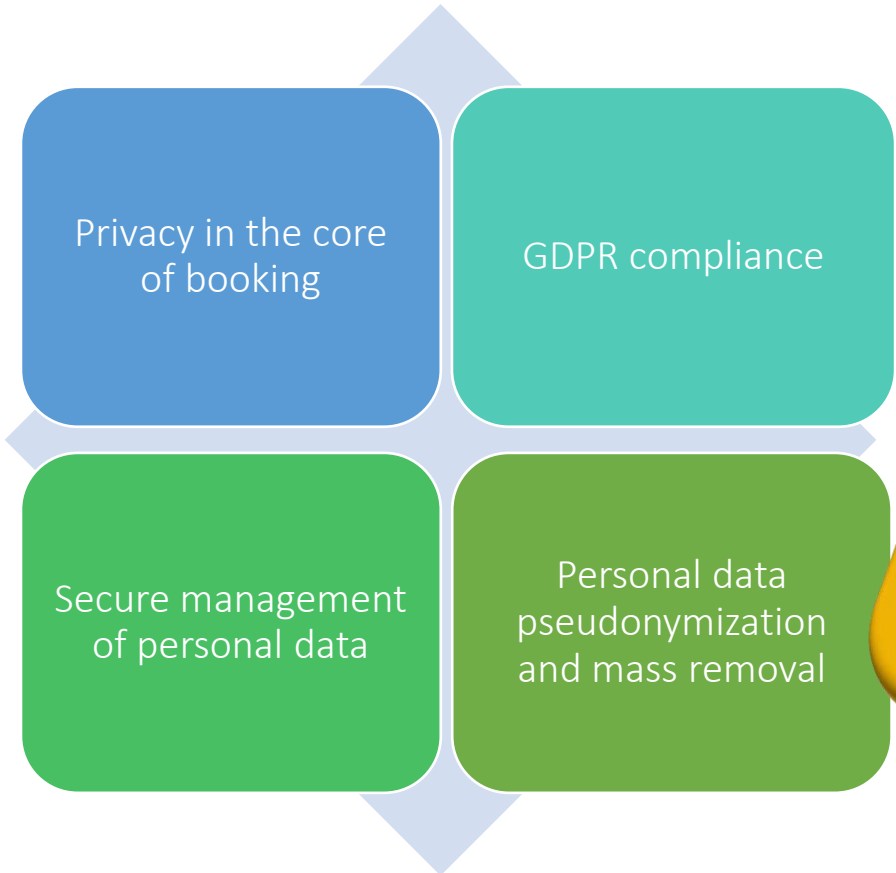 Privacy in the core
of booking
GDPR compliance
Secure management
of personal data
Personal data
pseudonymization
and mass removal